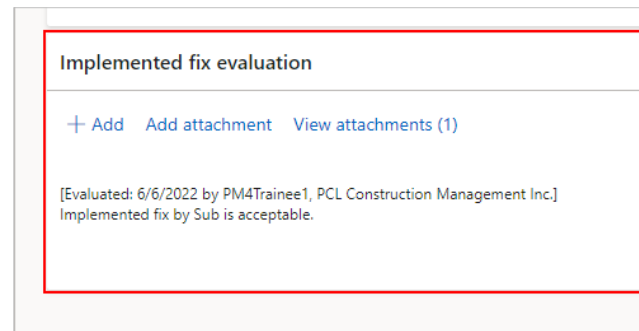 Implemented fix evaluation
+ Add Add attachment View attachments (1)
[Evaluated: 6/6/2022 by PM4Trainee1, PCL Construction Management Inc.]
Implemented fix by Sub is acceptable.